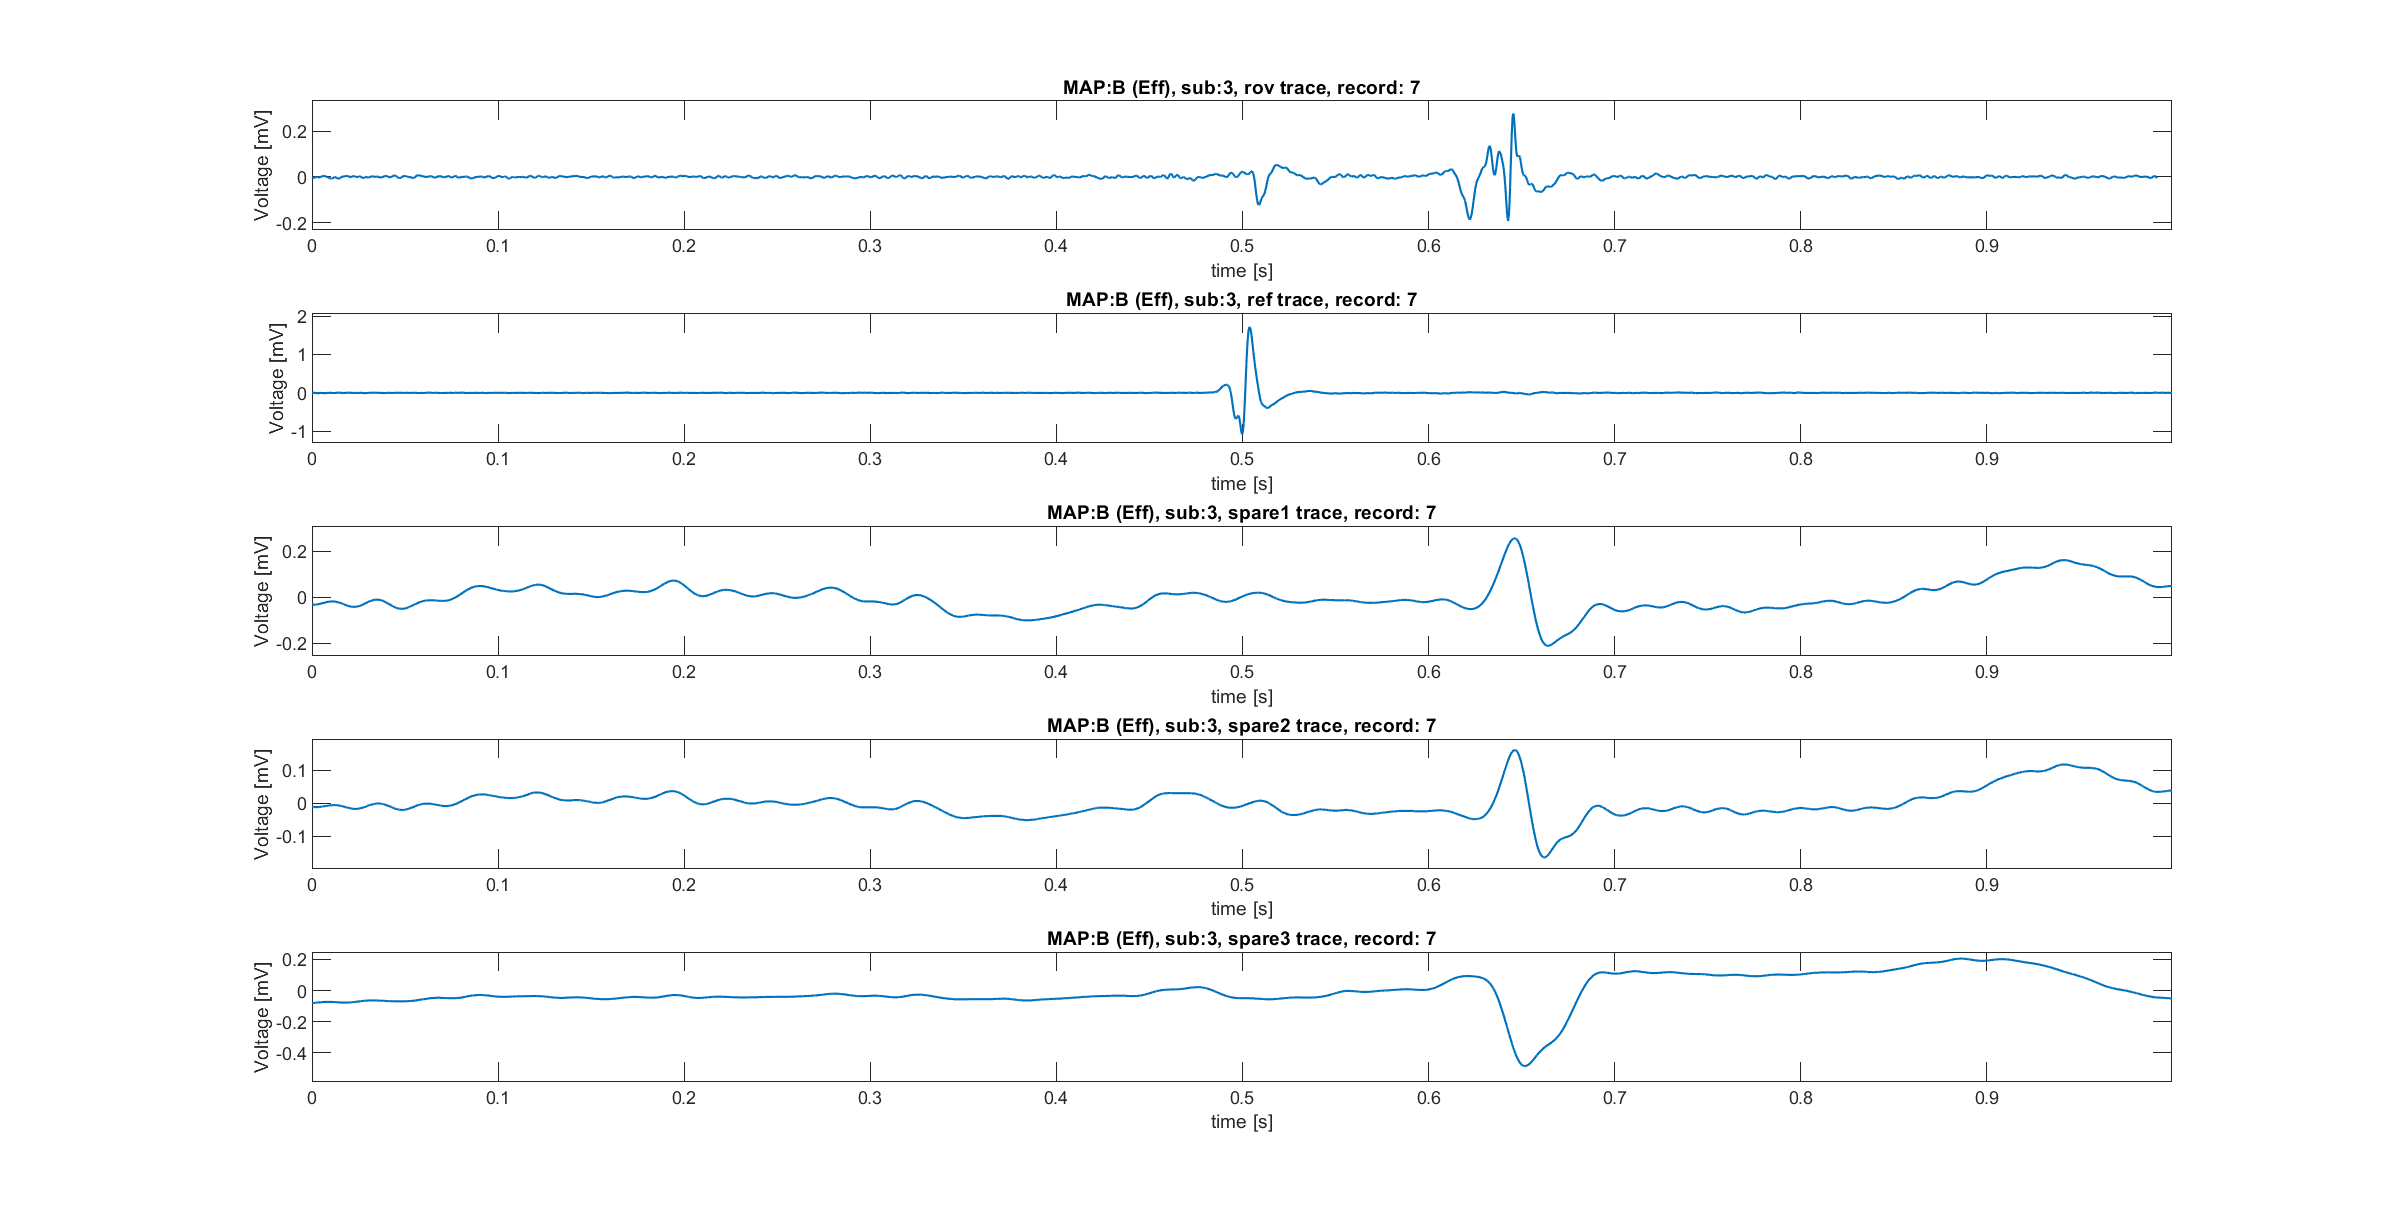 MAP:B (Eff), sub:3, rov trace, record: 7
Voltage [mV]
0.2
0
-0.2
0 0.1 0.2 0.3 0.4 0.5 0.6 0.7 0.8 0.9
time [s]
MAP:B (Eff), sub:3, ref trace, record: 7
Voltage [mV]
2
1
0
-1
0 0.1 0.2 0.3 0.4 0.5 0.6 0.7 0.8 0.9
time [s]
MAP:B (Eff), sub:3, spare1 trace, record: 7
Voltage [mV]
0.2
0
-0.2
0 0.1 0.2 0.3 0.4 0.5 0.6 0.7 0.8 0.9
time [s]
MAP:B (Eff), sub:3, spare2 trace, record: 7
Voltage [mV]
0.1
0
-0.1
0 0.1 0.2 0.3 0.4 0.5 0.6 0.7 0.8 0.9
time [s]
MAP:B (Eff), sub:3, spare3 trace, record: 7
Voltage [mV]
0.2
0
-0.2
-0.4
0 0.1 0.2 0.3 0.4 0.5 0.6 0.7 0.8 0.9
time [s]